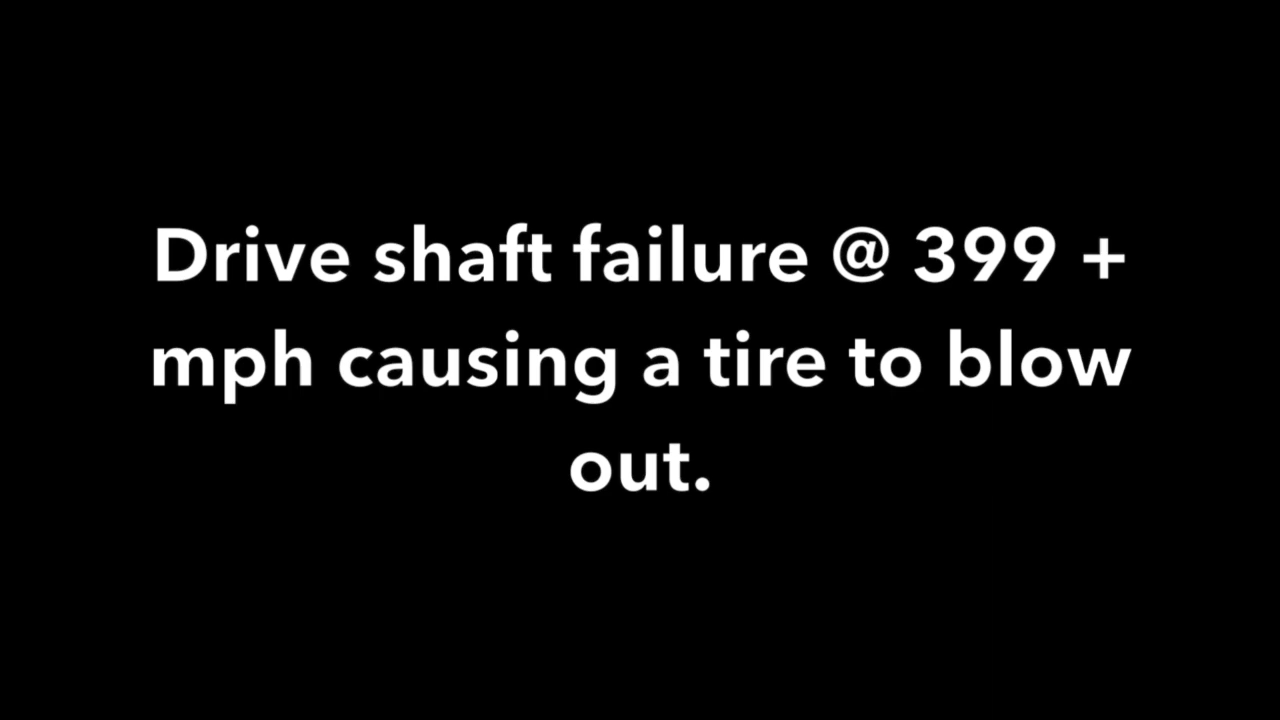 Drive shaft failure @ 399 +
mph causing a tire to blow
out.